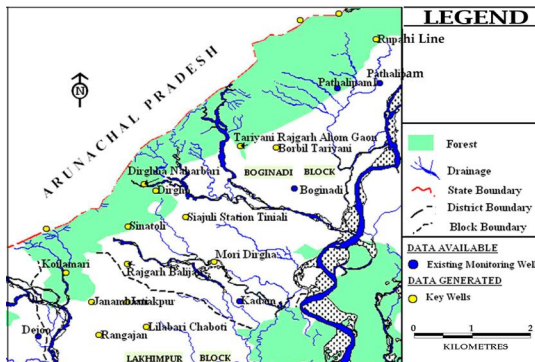 LEGEND
Rupahi Line
Pathalipam
Pathalipam
ARUNACHAL PRADESH
N
Tariyani Rajgarh Ahom Gaon
Borbil Tariyani
Forest
Drainage
State Boundary
District Boundary
Block Boundary
Dirghha Naharbari
Dirgha
BOGINADI BLOCK
Boginadi
Siajuli Station Tiniali
Sinatoli
DATA AVAILABLE
Existing Monitoring Well
DATA GENERATED
Key Wells
Mori Dirgha
Rajgarh Balijan
Kollamari
Kadam
Rangajan
Lilabari Chaboti
Dejoo
LAKHIMPUR BLOCK
0 1 2
KILOMETRES